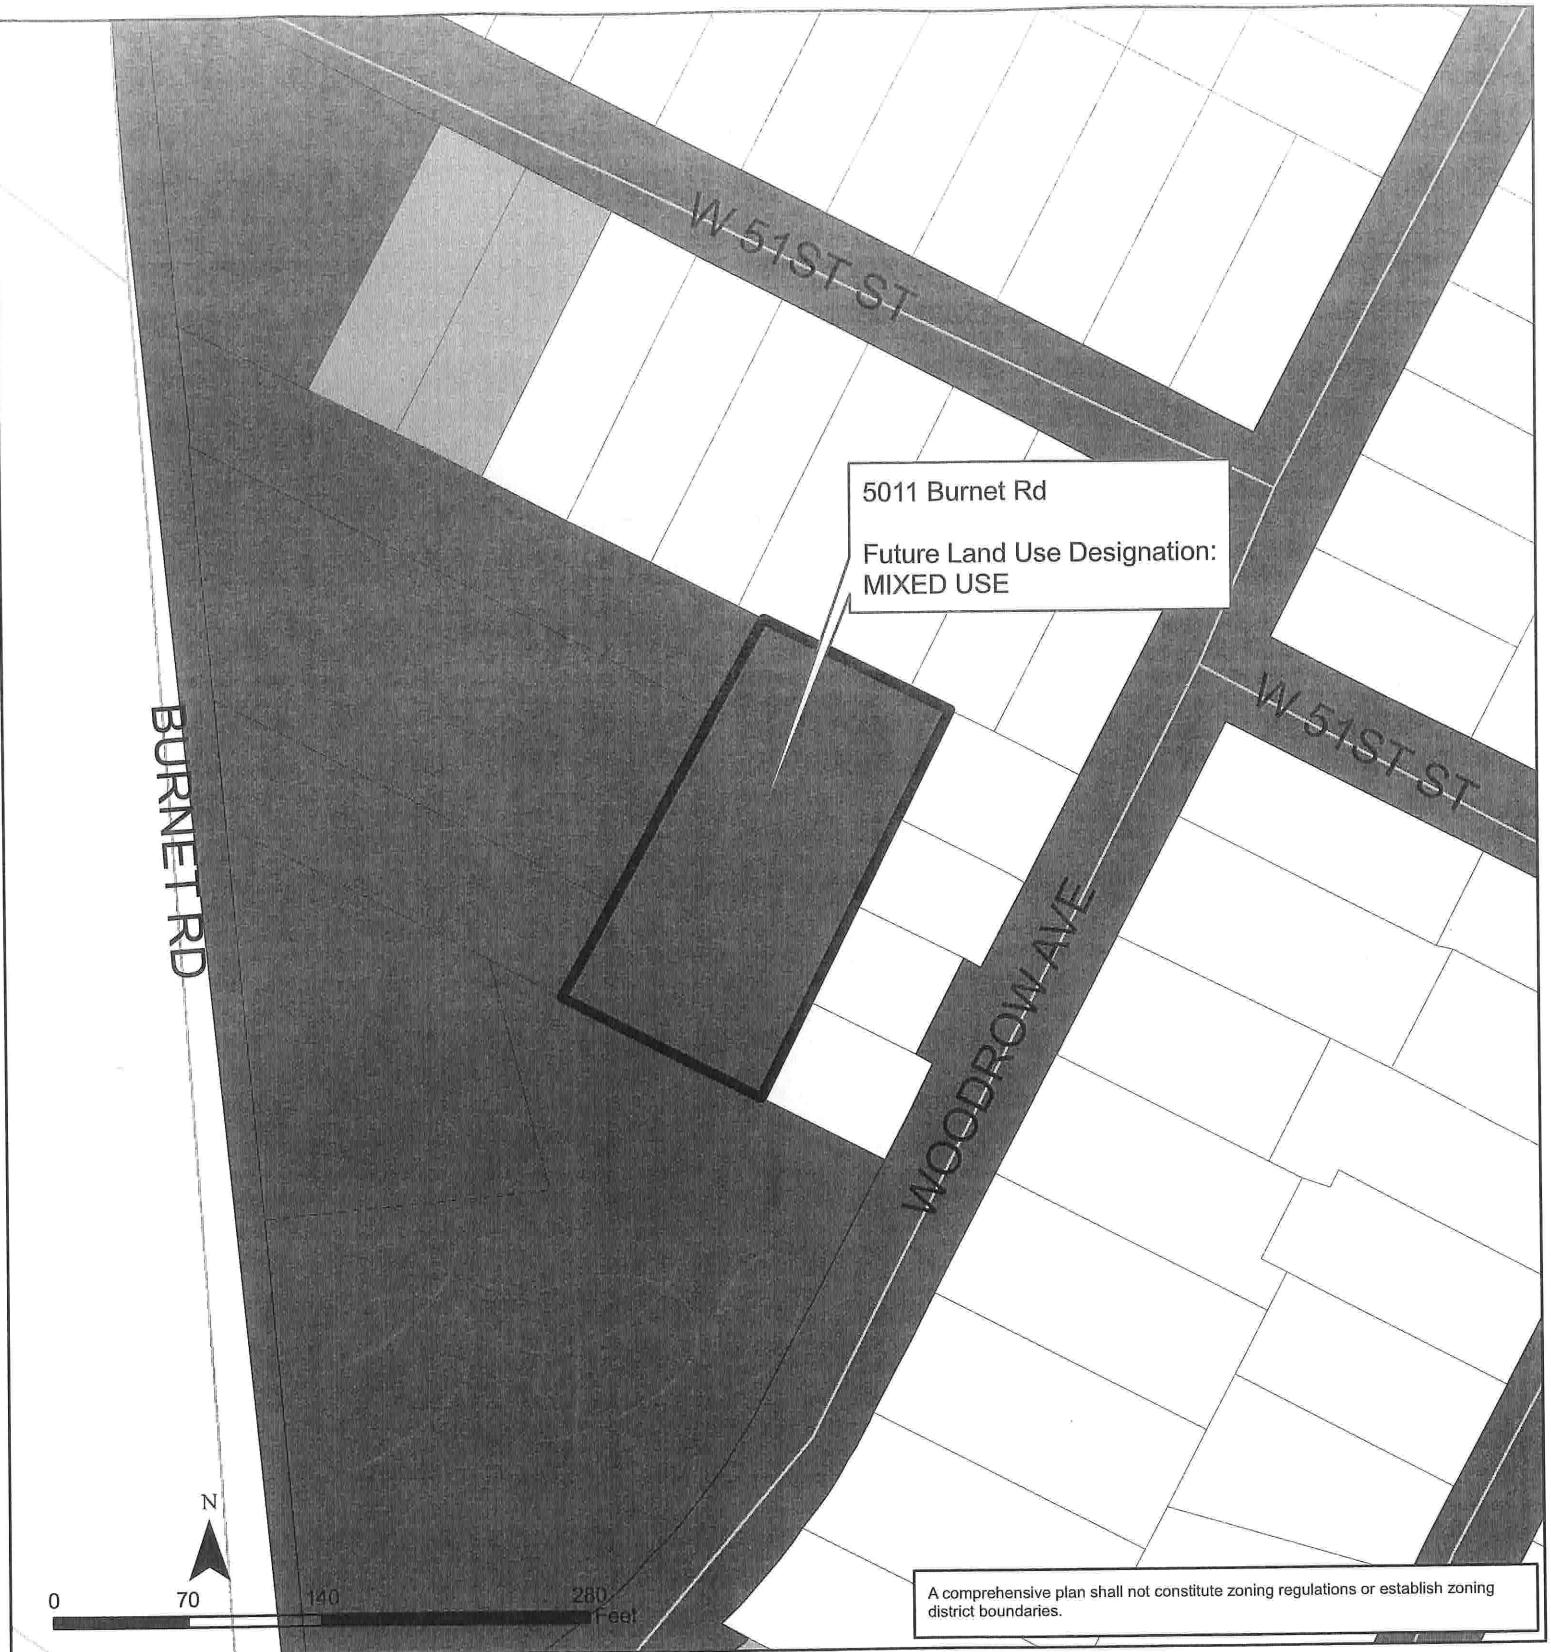 W 51ST ST
5011 Burnet Rd
Future Land Use Designation:
MIXED USE
W 51ST ST
BURNET RD
WOODROW AVE
N
0 70 140 280
Feet
A comprehensive plan shall not constitute zoning regulations or establish zoning
district boundaries.